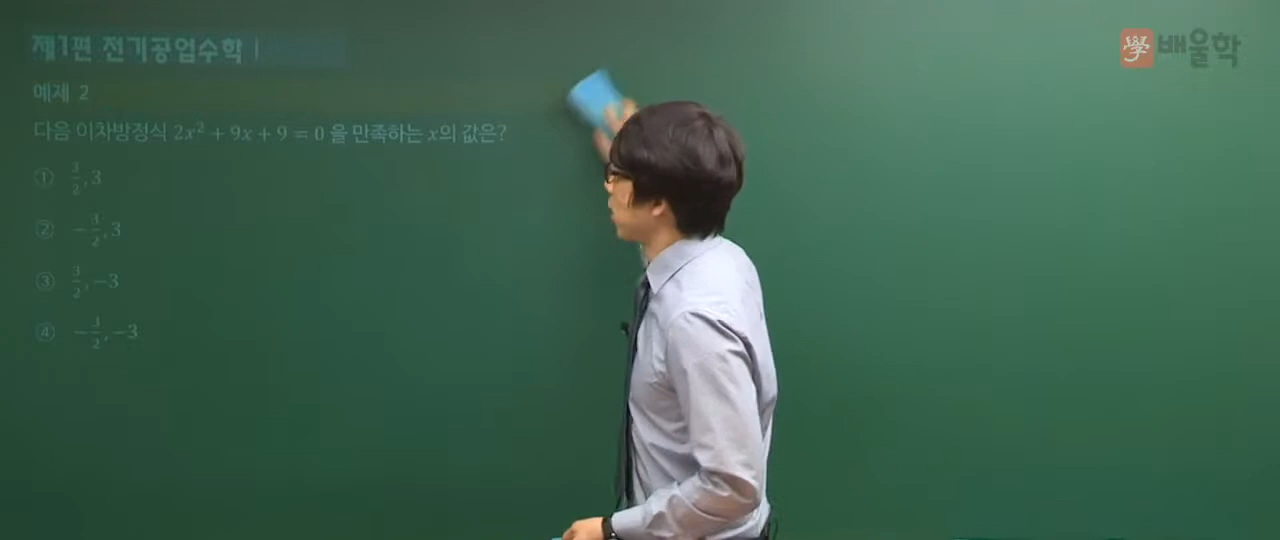 제1편 전기공업수학 |
學 배울학
예제 2
다음 이차방정식 2x² + 9x + 9 = 0 을 만족하는 x의 값은?
① 3/2, 3
② -3/2, 3
③ 3/2, -3
④ -3/2, -3